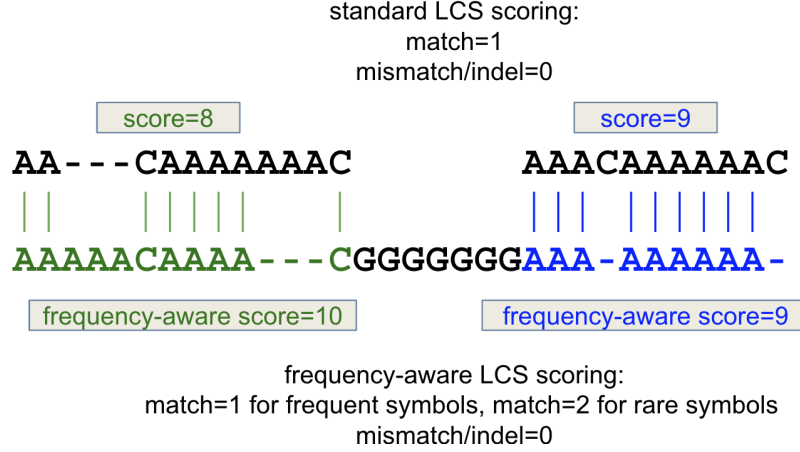 standard LCS scoring:
match=1
mismatch/indel=0
score=8
score=9
AA---CAAAAAAAC
AAACAAAAAAC
AAAAACAAAA---CGGGGGGGAAA-AAAAAA-
frequency-aware score=10
frequency-aware score=9
frequency-aware LCS scoring:
match=1 for frequent symbols, match=2 for rare symbols
mismatch/indel=0